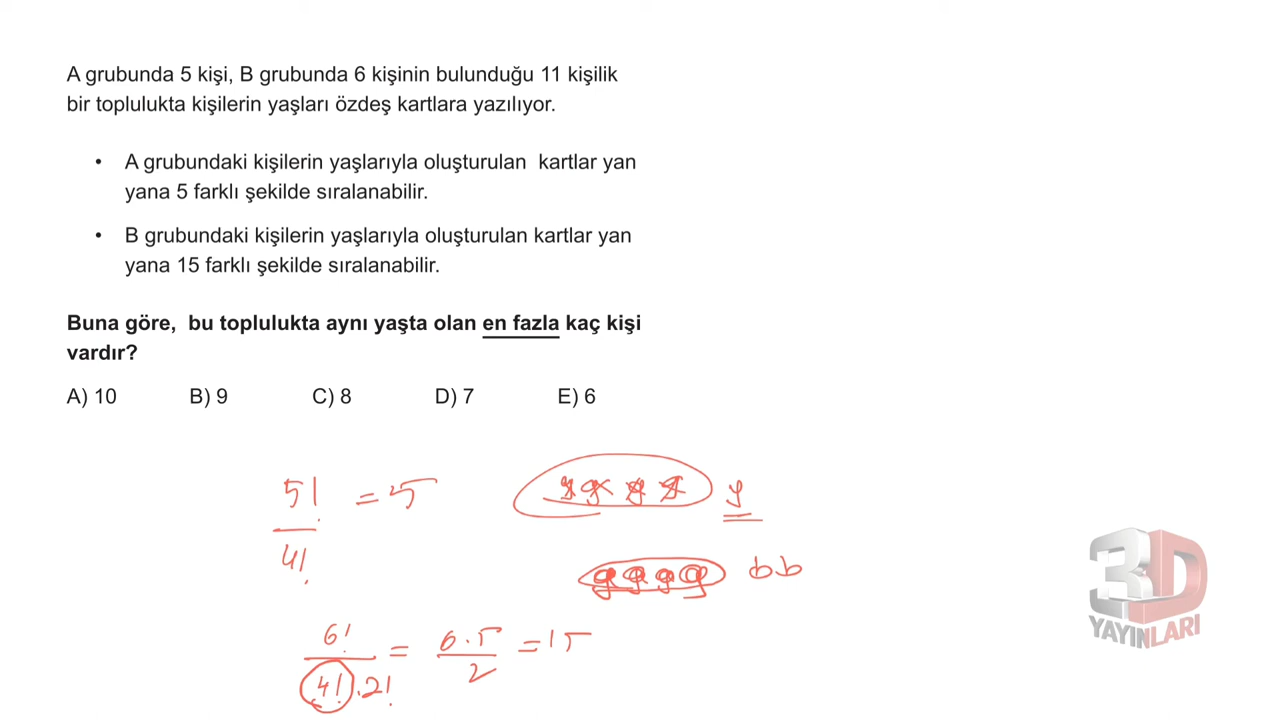 A grubunda 5 kişi, B grubunda 6 kişinin bulunduğu 11 kişilik
bir toplulukta kişilerin yaşları özdeş kartlara yazılıyor.
• A grubundaki kişilerin yaşlarıyla oluşturulan kartlar yan
yana 5 farklı şekilde sıralanabilir.
• B grubundaki kişilerin yaşlarıyla oluşturulan kartlar yan
yana 15 farklı şekilde sıralanabilir.
Buna göre, bu toplulukta aynı yaşta olan en fazla kaç kişi
vardır?
A) 10 B) 9 C) 8 D) 7 E) 6
5!
= 5
4!
b b
6!
= 6.5
= 15
4!.2!
2
3D
YAYINLARI